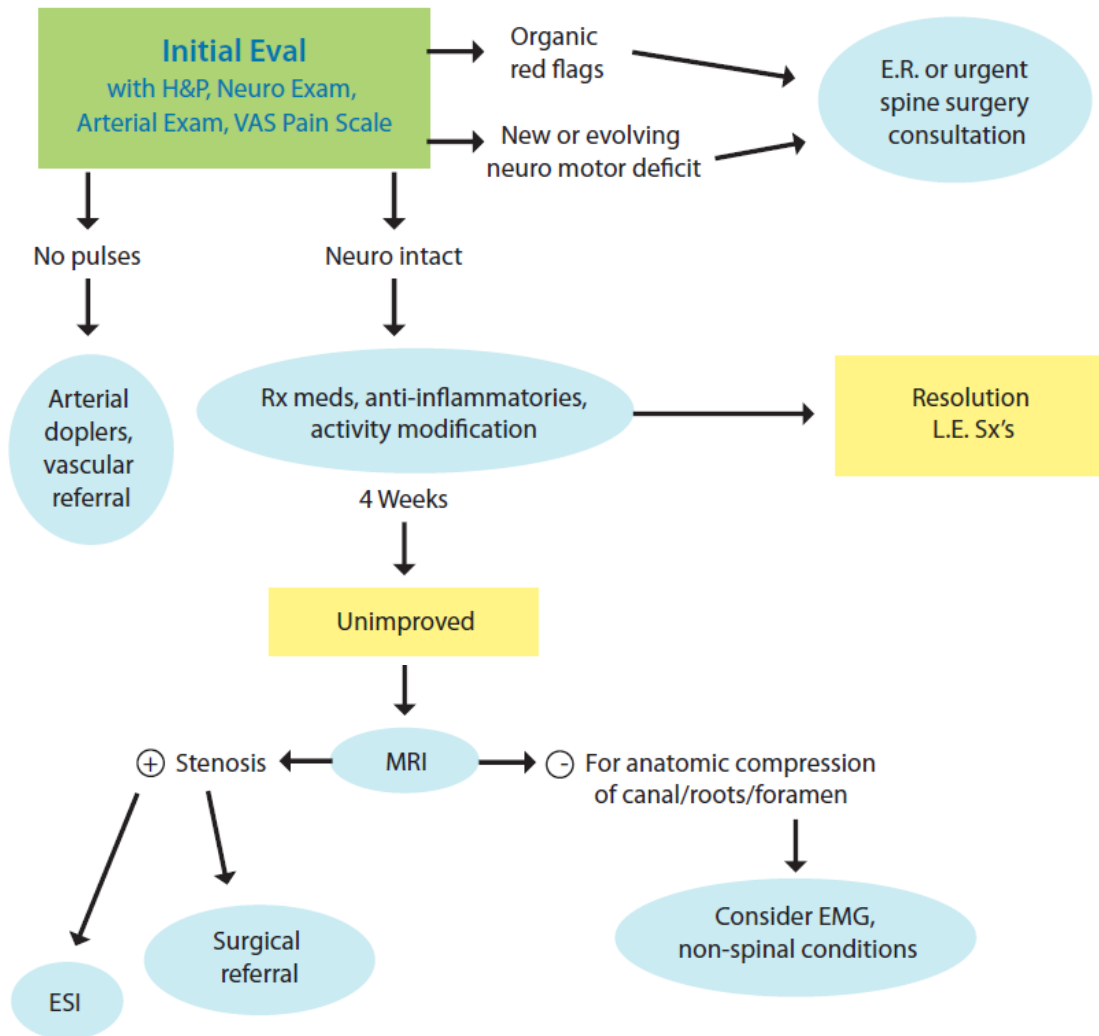 Initial Eval
with H&P, Neuro Exam,
Arterial Exam, VAS Pain Scale
Organic
red flags
E.R. or urgent
spine surgery
consultation
New or evolving
neuro motor deficit
No pulses
Neuro intact
Arterial
doplers,
vascular
referral
Rx meds, anti-inflammatories,
activity modification
Resolution
L.E. Sx's
4 Weeks
Unimproved
+ Stenosis
MRI
- For anatomic compression
of canal/roots/foramen
Surgical
referral
Consider EMG,
non-spinal conditions
ESI